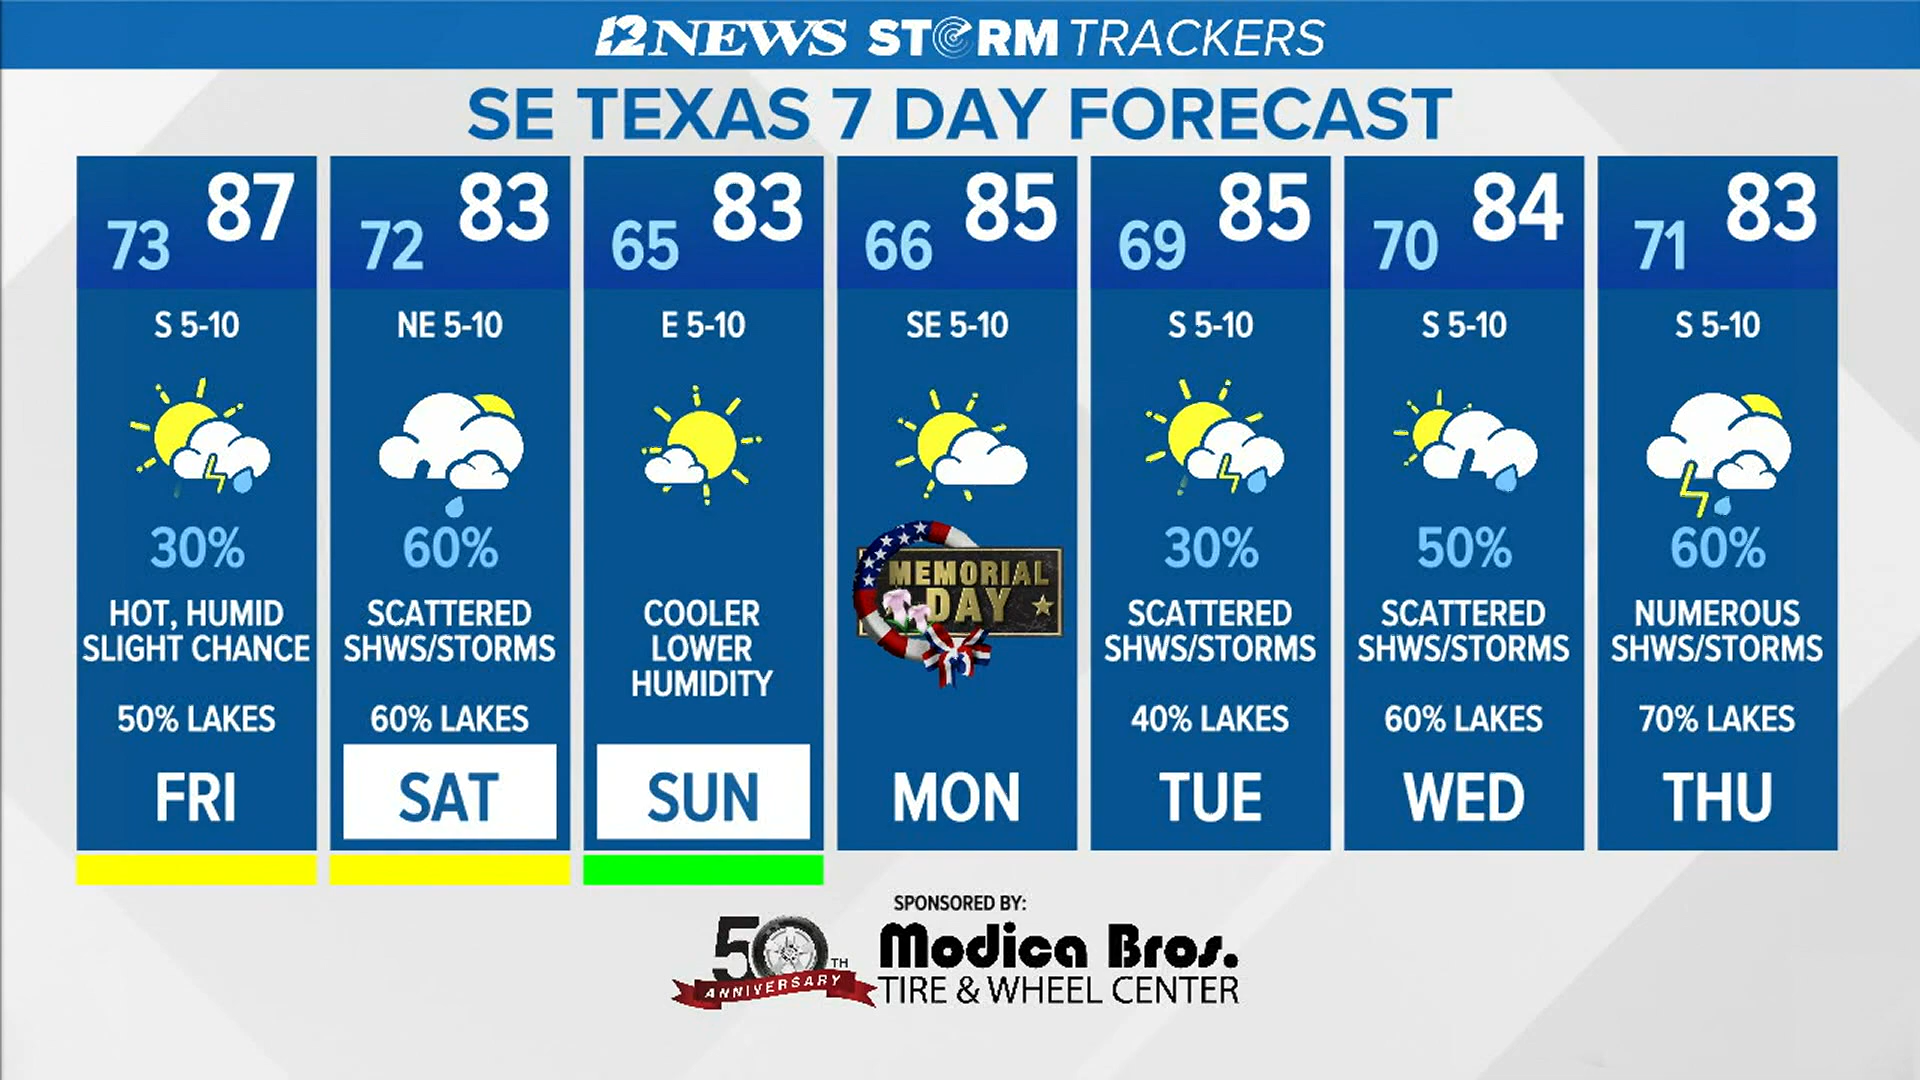 12NEWS STORM TRACKERS
SE TEXAS 7 DAY FORECAST
73 87
S 5-10
30%
HOT, HUMID
SLIGHT CHANCE
50% LAKES
FRI
72 83
NE 5-10
60%
SCATTERED
SHWS/STORMS
60% LAKES
SAT
65 83
E 5-10
COOLER
LOWER
HUMIDITY
SUN
66 85
SE 5-10
MEMORIAL
DAY
MON
69 85
S 5-10
30%
SCATTERED
SHWS/STORMS
40% LAKES
TUE
70 84
S 5-10
50%
SCATTERED
SHWS/STORMS
60% LAKES
WED
71 83
S 5-10
60%
NUMEROUS
SHWS/STORMS
70% LAKES
THU
SPONSORED BY:
50TH
ANNIVERSARY
Modica Bros.
TIRE & WHEEL CENTER